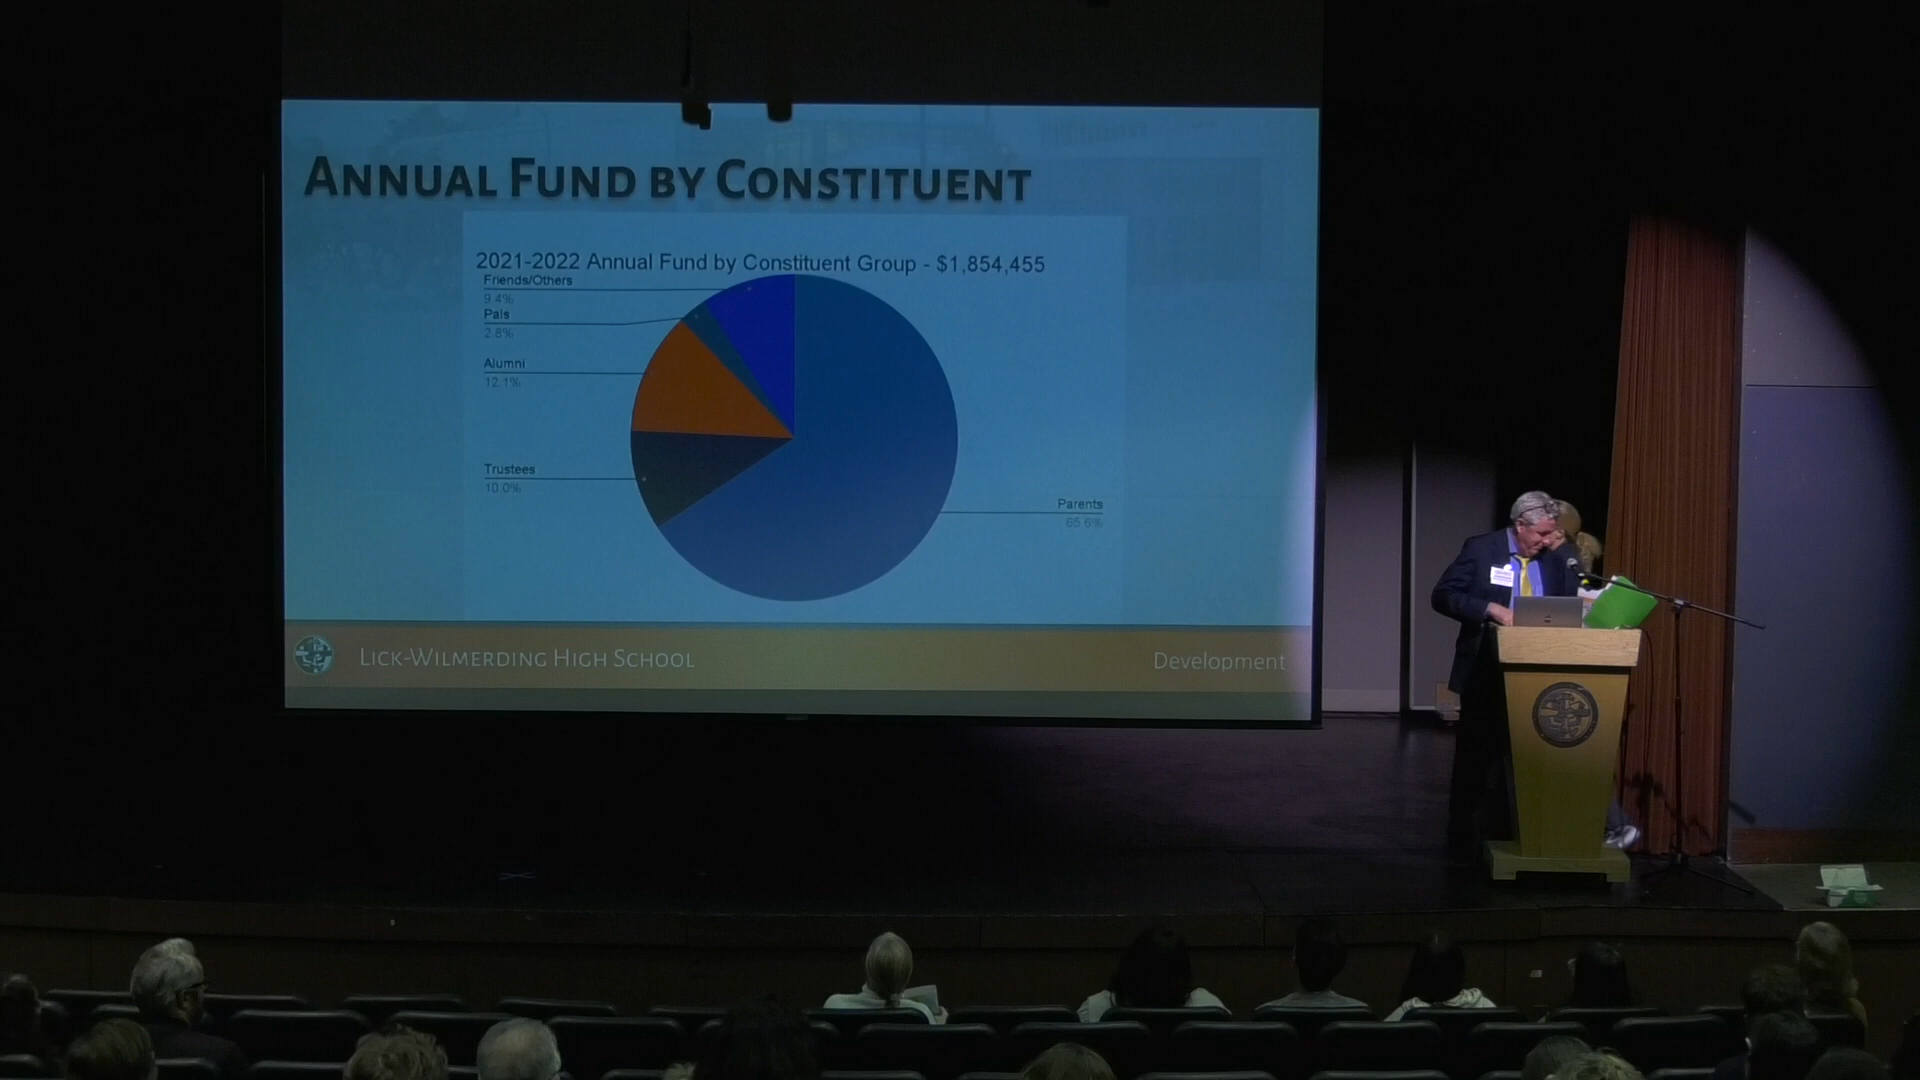 ANNUAL FUND BY CONSTITUENT
2021-2022 Annual Fund by Constituent Group - $1,854,455
Friends/Others
9.4%
Pals
2.8%
Alumni
12.1%
Trustees
10.0%
Parents
65.6%
LICK-WILMERDING HIGH SCHOOL
Development